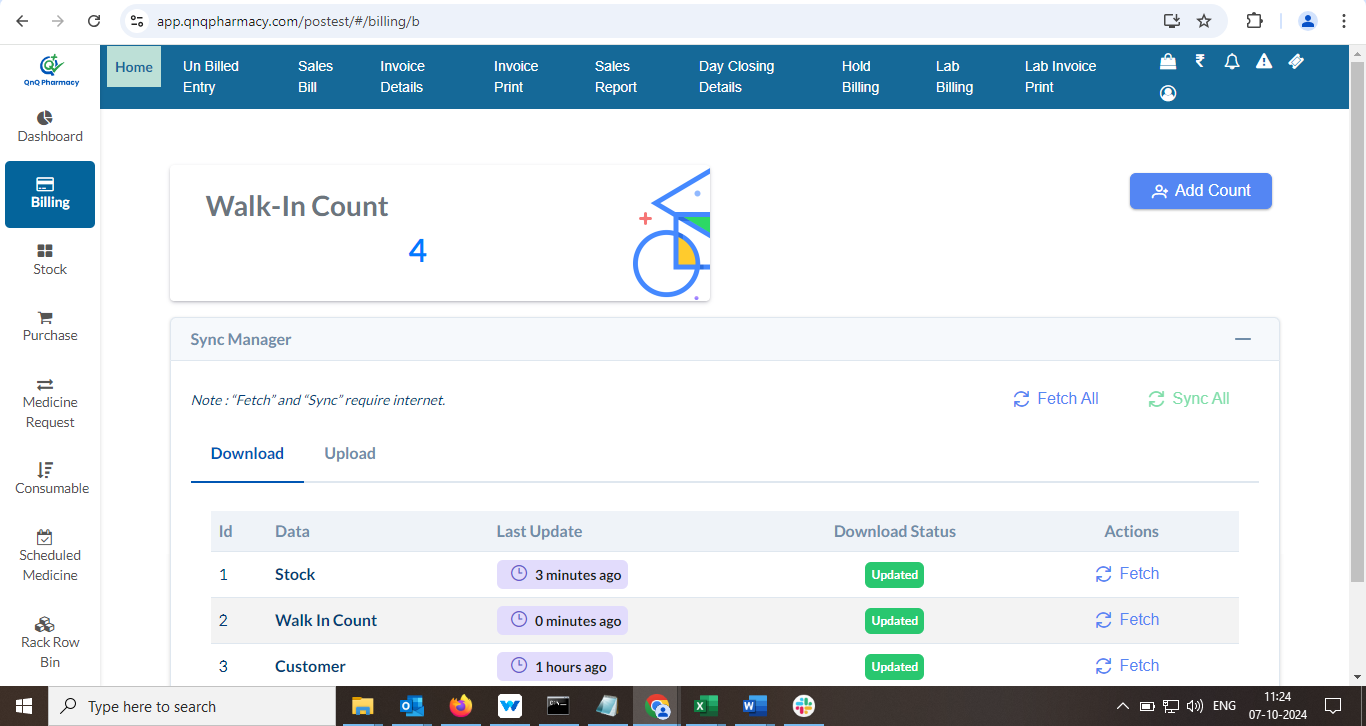 app.qnqpharmacy.com/postest/#/billing/b
QnQ Pharmacy
Home
Un Billed Entry
Sales Bill
Invoice Details
Invoice Print
Sales Report
Day Closing Details
Hold Billing
Lab Billing
Lab Invoice Print
Dashboard
Billing
Stock
Purchase
Medicine Request
Consumable
Scheduled Medicine
Rack Row Bin
Walk-In Count
4
Add Count
Sync Manager
Note : “Fetch” and “Sync” require internet.
Fetch All
Sync All
Download Upload
Id Data Last Update Download Status Actions
1 Stock 3 minutes ago Updated Fetch
2 Walk In Count 0 minutes ago Updated Fetch
3 Customer 1 hours ago Updated Fetch
Type here to search
ENG
11:24
07-10-2024